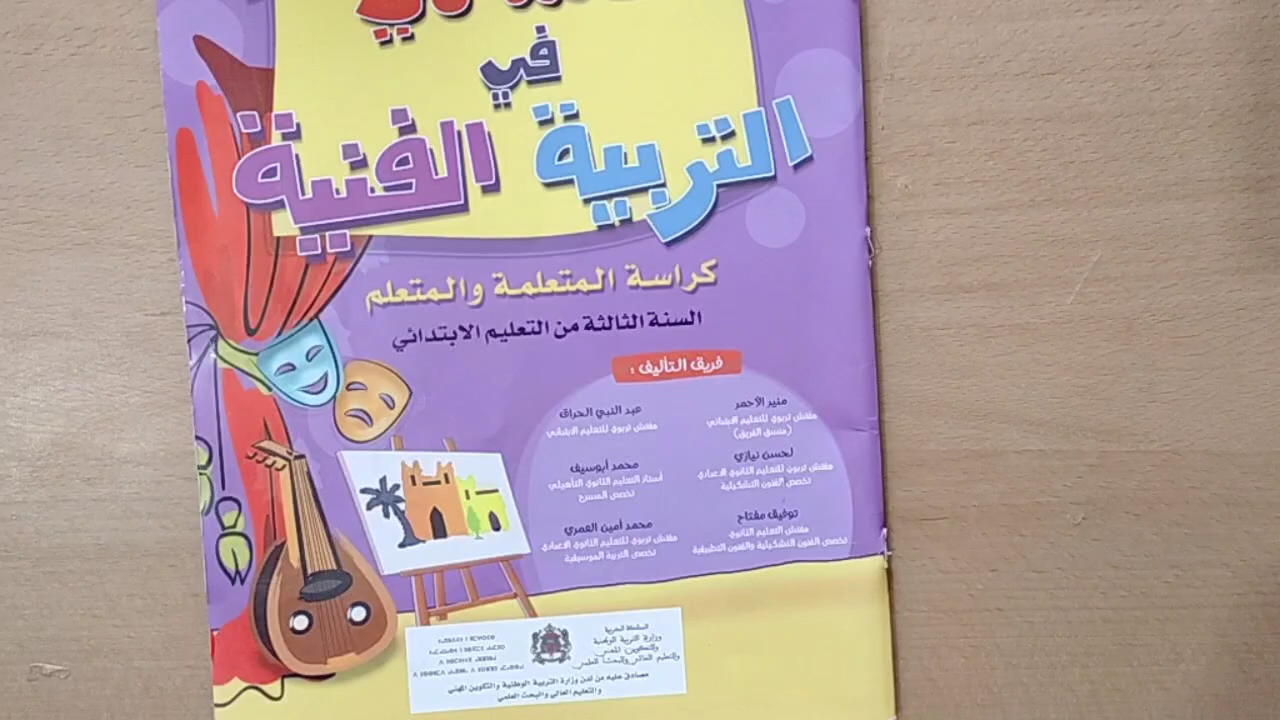 في
التربية الفنية
كراسة المتعلمة والمتعلم
السنة الثالثة من التعليم الابتدائي
فريق التأليف :
منير الأحمر
مفتش تربوي للتعليم الابتدائي
(منسق الفريق)
لحسن نيازي
مفتش تربوي للتعليم الثانوي الاعدادي
تخصص الفنون التشكيلية
توفيق مفتاح
مفتش التعليم الثانوي
تخصص الفنون التشكيلية والفنون التطبيقية
عبد النبي الحراق
مفتش تربوي للتعليم الابتدائي
محمد أبوسيف
أستاذ التعليم الثانوي التأهيلي
تخصص المسرح
محمد أمين العمري
مفتش تربوي للتعليم الثانوي الاعدادي
تخصص التربية الموسيقية
المملكة المغربية
وزارة التربية الوطنية
والتكوين المهني
والتعليم العالي والبحث العلمي
مصادق عليه من لدن وزارة التربية الوطنية والتكوين المهني
والتعليم العالي والبحث العلمي